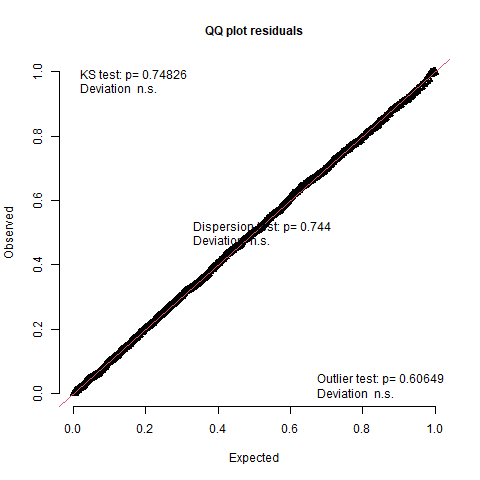 QQ plot residuals
KS test: p= 0.74826
Deviation n.s.
Dispersion test: p= 0.744
Deviation n.s.
Outlier test: p= 0.60649
Deviation n.s.
Observed
0.0
0.2
0.4
0.6
0.8
1.0
0.0
0.2
0.4
0.6
0.8
1.0
Expected